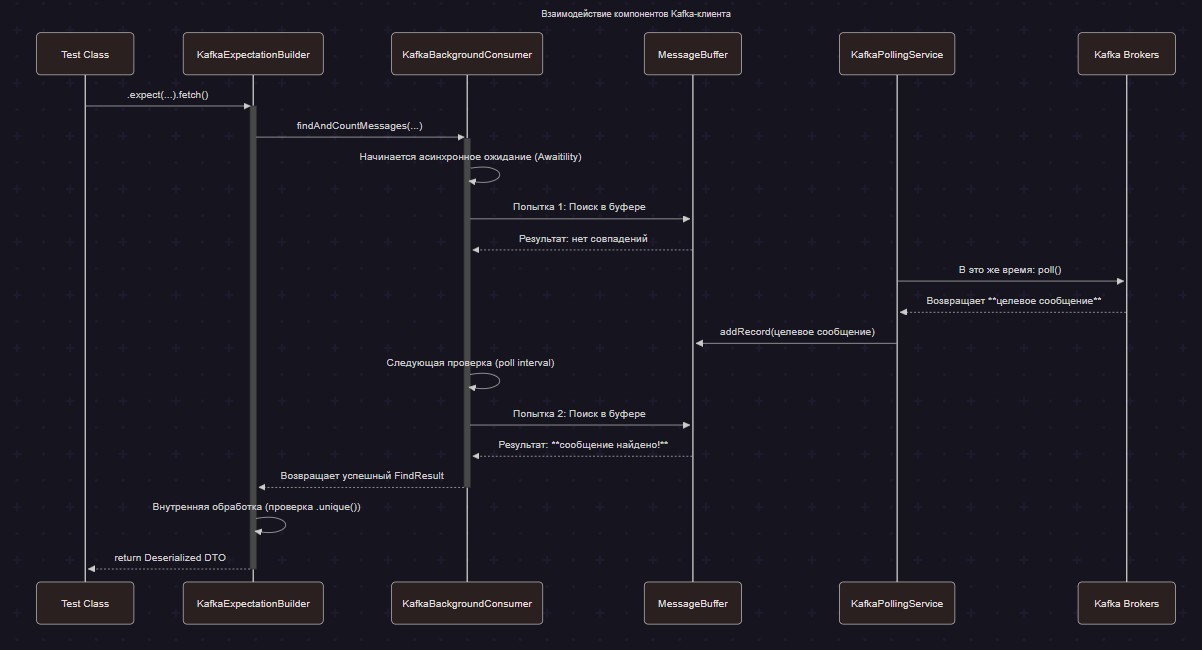 Взаимодействие компонентов Kafka-клиента
Test Class
KafkaExpectationBuilder
KafkaBackgroundConsumer
MessageBuffer
KafkaPollingService
Kafka Brokers
.expect(...).fetch()
findAndCountMessages(...)
Начинается асинхронное ожидание (Awaitility)
Попытка 1: Поиск в буфере
Результат: нет совпадений
В это же время: poll()
Возвращает **целевое сообщение**
addRecord(целевое сообщение)
Следующая проверка (poll interval)
Попытка 2: Поиск в буфере
Результат: **сообщение найдено!**
Возвращает успешный FindResult
Внутренняя обработка (проверка .unique())
return Deserialized DTO
Test Class
KafkaExpectationBuilder
KafkaBackgroundConsumer
MessageBuffer
KafkaPollingService
Kafka Brokers